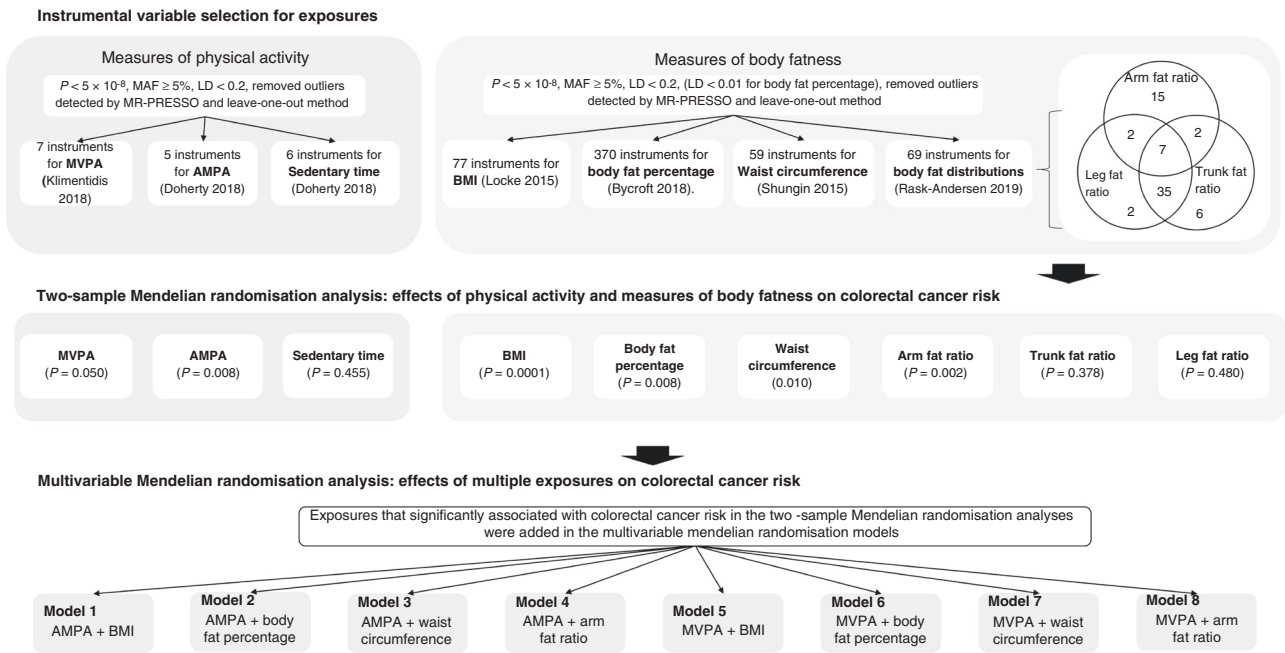 Instrumental variable selection for exposures
Measures of physical activity
P < 5 × 10-8, MAF ≥ 5%, LD < 0.2, removed outliers
detected by MR-PRESSO and leave-one-out method
7 instruments
for MVPA
(Klimentidis
2018)
5 instruments
for AMPA
(Doherty 2018)
6 instruments for
Sedentary time
(Doherty 2018)
Measures of body fatness
P < 5 × 10-8, MAF ≥ 5%, LD < 0.2, (LD < 0.01 for body fat percentage), removed outliers
detected by MR-PRESSO and leave-one-out method
77 instruments for
BMI (Locke 2015)
370 instruments for
body fat percentage
(Bycroft 2018).
59 instruments for
Waist circumference
(Shungin 2015)
69 instruments for
body fat distributions
(Rask-Andersen 2019)
Arm fat ratio
15
2
2
7
Leg fat
ratio
35
Trunk fat
ratio
2
6
Two-sample Mendelian randomisation analysis: effects of physical activity and measures of body fatness on colorectal cancer risk
MVPA
(P = 0.050)
AMPA
(P = 0.008)
Sedentary time
(P = 0.455)
BMI
(P = 0.0001)
Body fat
percentage
(P = 0.008)
Waist
circumference
(0.010)
Arm fat ratio
(P = 0.002)
Trunk fat ratio
(P = 0.378)
Leg fat ratio
(P = 0.480)
Multivariable Mendelian randomisation analysis: effects of multiple exposures on colorectal cancer risk
Exposures that significantly associated with colorectal cancer risk in the two -sample Mendelian randomisation analyses
were added in the multivariable mendelian randomisation models
Model 1
AMPA + BMI
Model 2
AMPA + body
fat percentage
Model 3
AMPA + waist
circumference
Model 4
AMPA + arm
fat ratio
Model 5
MVPA + BMI
Model 6
MVPA + body
fat percentage
Model 7
MVPA + waist
circumference
Model 8
MVPA + arm
fat ratio